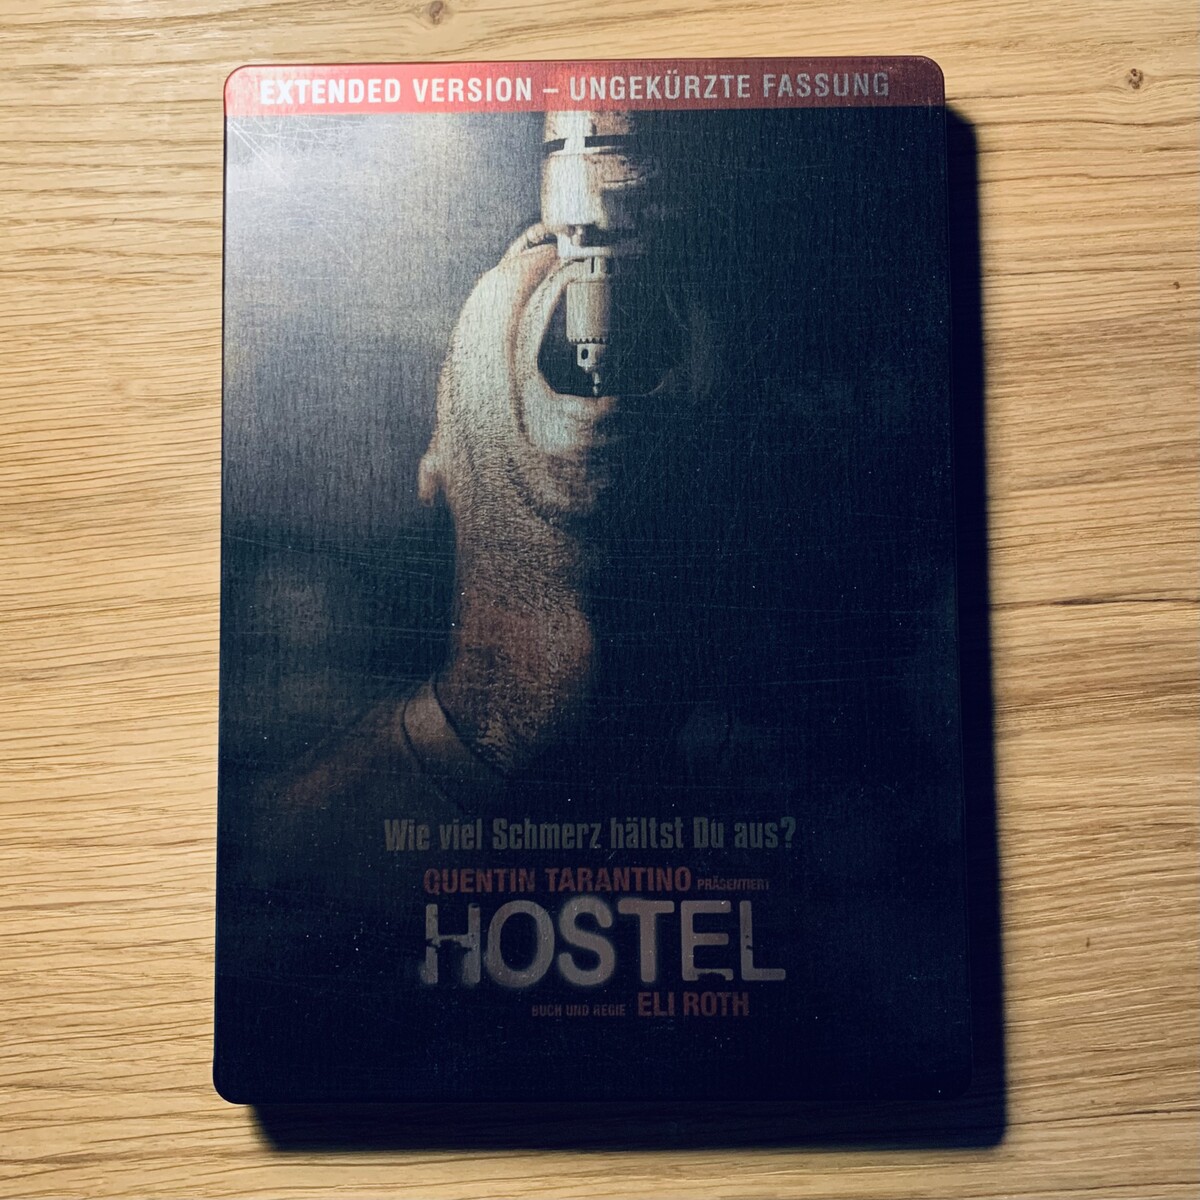 EXTENDED VERSION – UNGEKÜRZTE FASSUNG
Wie viel Schmerz hältst Du aus?
QUENTIN TARANTINO PRÄSENTIERT
HOSTEL
BUCH UND REGIE ELI ROTH